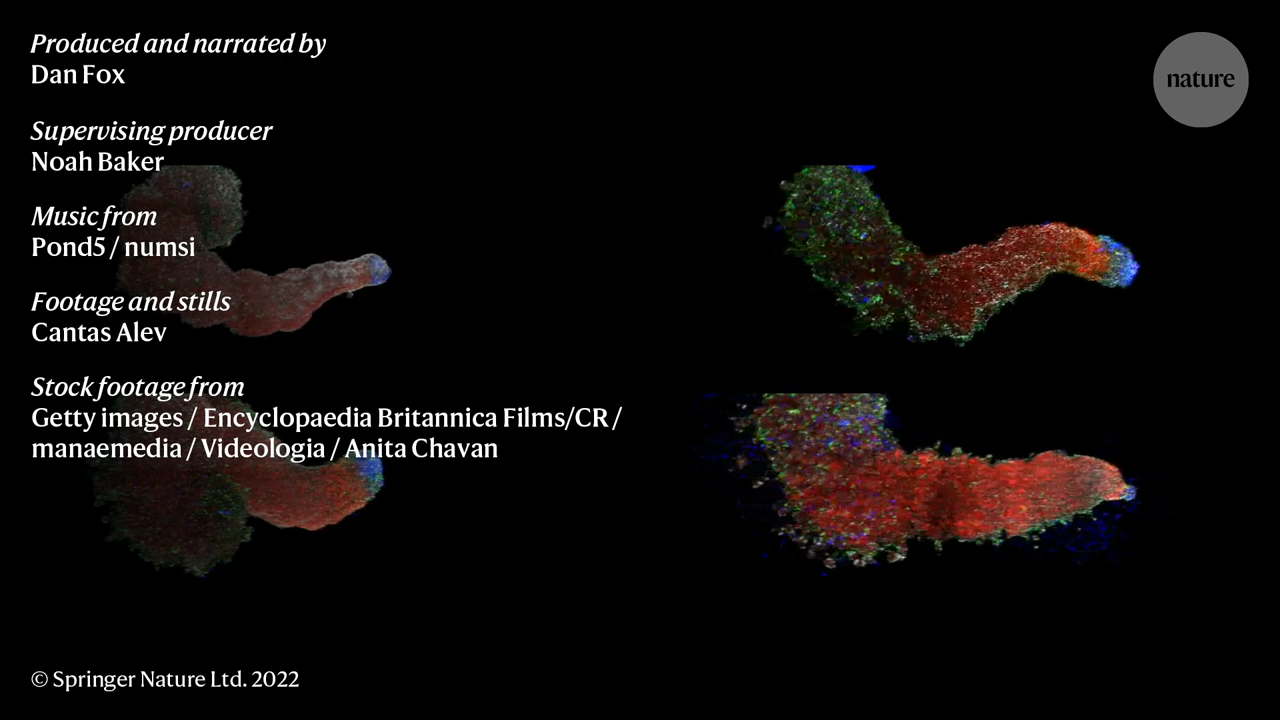 Produced and narrated by
Dan Fox
nature
Supervising producer
Noah Baker
Music from
Pond5 / numsi
Footage and stills
Cantas Alev
Stock footage from
Getty images / Encyclopaedia Britannica Films/CR /
manaemedia / Videologia / Anita Chavan
© Springer Nature Ltd. 2022